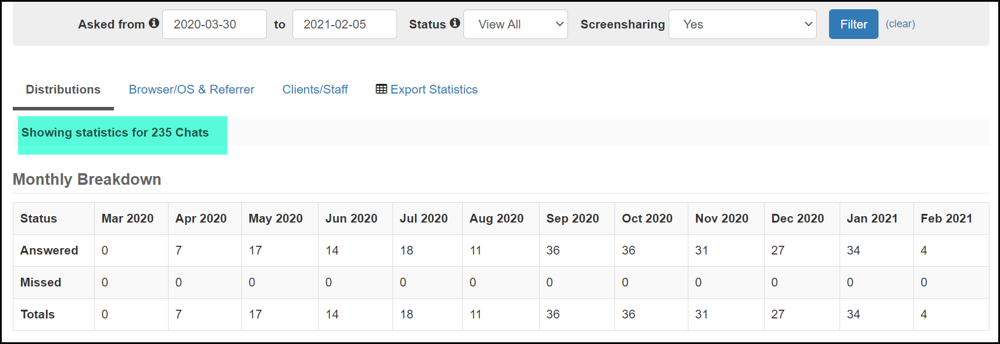 Asked from 2020-03-30 to 2021-02-05 Status View All Screensharing Yes Filter (clear)
Distributions Browser/OS & Referrer Clients/Staff Export Statistics
Showing statistics for 235 Chats
Monthly Breakdown
Status Mar 2020 Apr 2020 May 2020 Jun 2020 Jul 2020 Aug 2020 Sep 2020 Oct 2020 Nov 2020 Dec 2020 Jan 2021 Feb 2021
Answered 0 7 17 14 18 11 36 36 31 27 34 4
Missed 0 0 0 0 0 0 0 0 0 0 0 0
Totals 0 7 17 14 18 11 36 36 31 27 34 4